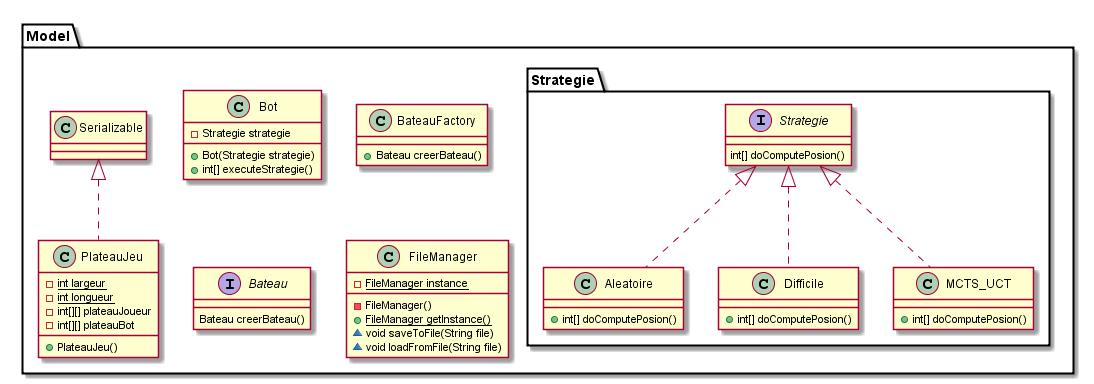 Model
Serializable
Bot
Strategie strategie
Bot(Strategie strategie)
int[] executeStrategie()
BateauFactory
Bateau creerBateau()
Strategie
Strategie
int[] doComputePosion()
PlateauJeu
int largeur
int longueur
int[][] plateauJoueur
int[][] plateauBot
PlateauJeu()
Bateau
Bateau creerBateau()
FileManager
FileManager instance
FileManager()
FileManager getInstance()
void saveToFile(String file)
void loadFromFile(String file)
Aleatoire
int[] doComputePosion()
Difficile
int[] doComputePosion()
MCTS_UCT
int[] doComputePosion()